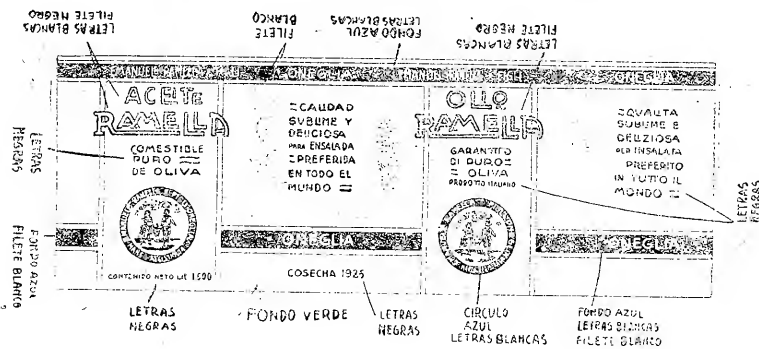 LETRAS BLANCAS
FILETE NEGRO
FILETE
BLANCO
FONDO AZUL
LETRAS BLANCAS
LETRAS BLANCAS
FILETE NEGRO
ONEGLIA
ONEGLIA
ACEITE
RAMELLA
COMESTIBLE
PURO
DE OLIVA
CONTENIDO NETO
CALIDAD
SUBLIME Y
DELICIOSA
PARA ENSALADA
PREFERIDA
EN TODO EL
MUNDO
ONEGLIA
COSECHA 1925
OLIO
RAMELLA
GARANTITO
DI PURO
OLIVA
PRODOTTO ITALIANO
QUALITA
SUBLIME E
DELIZIOSA
PER INSALATA
PREFERITO
IN TUTTO IL
MONDO
ONEGLIA
LETRAS
NEGRAS
FONDO AZUL
FILETE BLANCO
LETRAS
NEGRAS
LETRAS
NEGRAS
FONDO VERDE
LETRAS
NEGRAS
CIRCULO
AZUL
LETRAS BLANCAS
FONDO AZUL
LETRAS BLANCAS
FILETE BLANCO